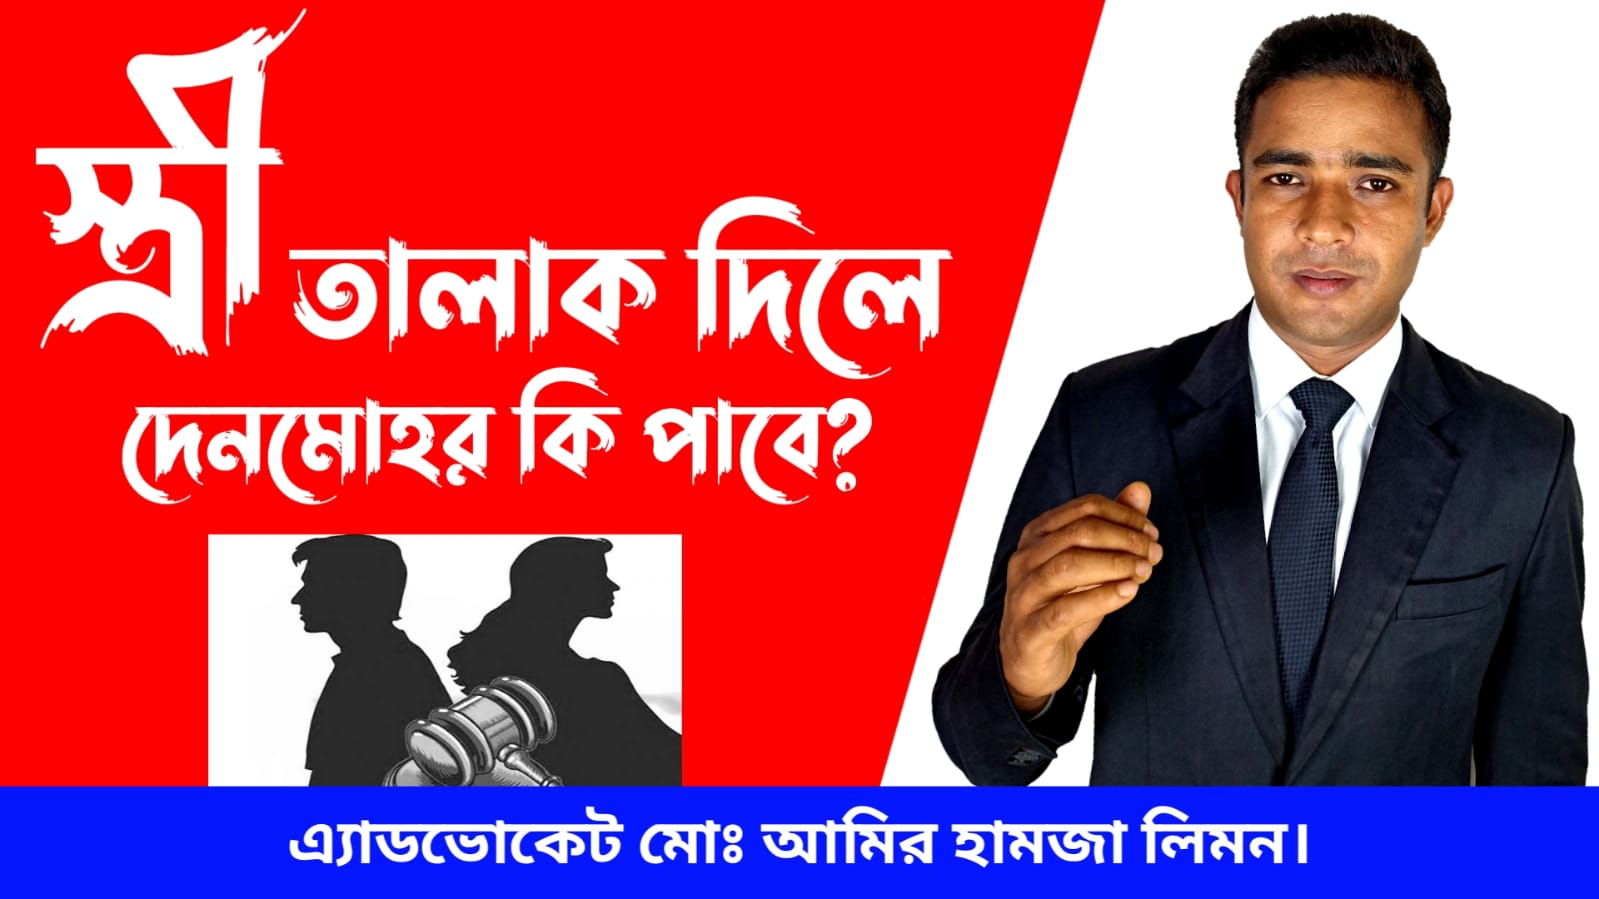 স্ত্রী তালাক দিলে
দেনমোহর কি পাবে?
এ্যাডভোকেট মোঃ আমির হামজা লিমন।